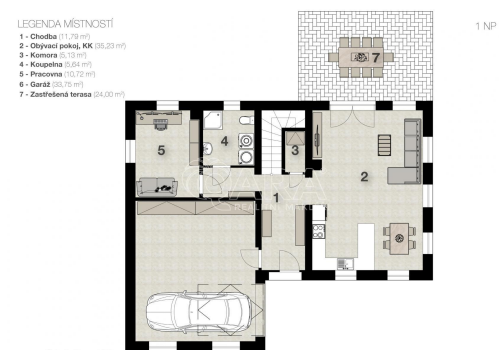 LEGENDA MÍSTNOSTÍ
1 NP
1 - Chodba (11,79 m²)
2 - Obývací pokoj, KK (35,23 m²)
3 - Komora (5,13 m²)
4 - Koupelna (5,64 m²)
5 - Pracovna (10,72 m²)
6 - Garáž (33,75 m²)
7 - Zastřešená terasa (24,00 m²)
7
5
4
3
2
1